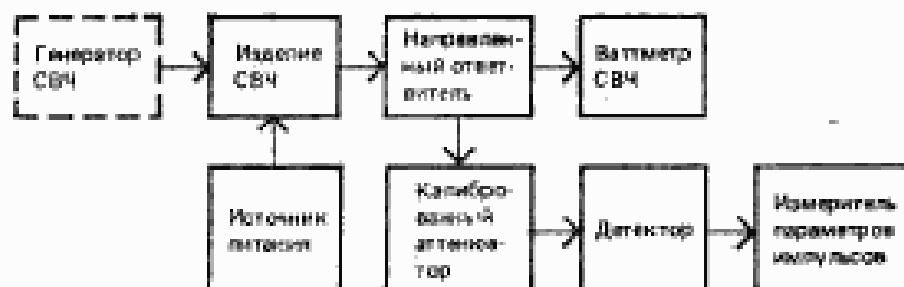 Генератор
СВЧ
Изделие
СВЧ
Направлен-
ный ответ-
витель
Ваттметр
СВЧ
Источник
питания
Калибро-
ванный
аттенюа-
тор
Детектор
Измеритель
параметров
импульсов